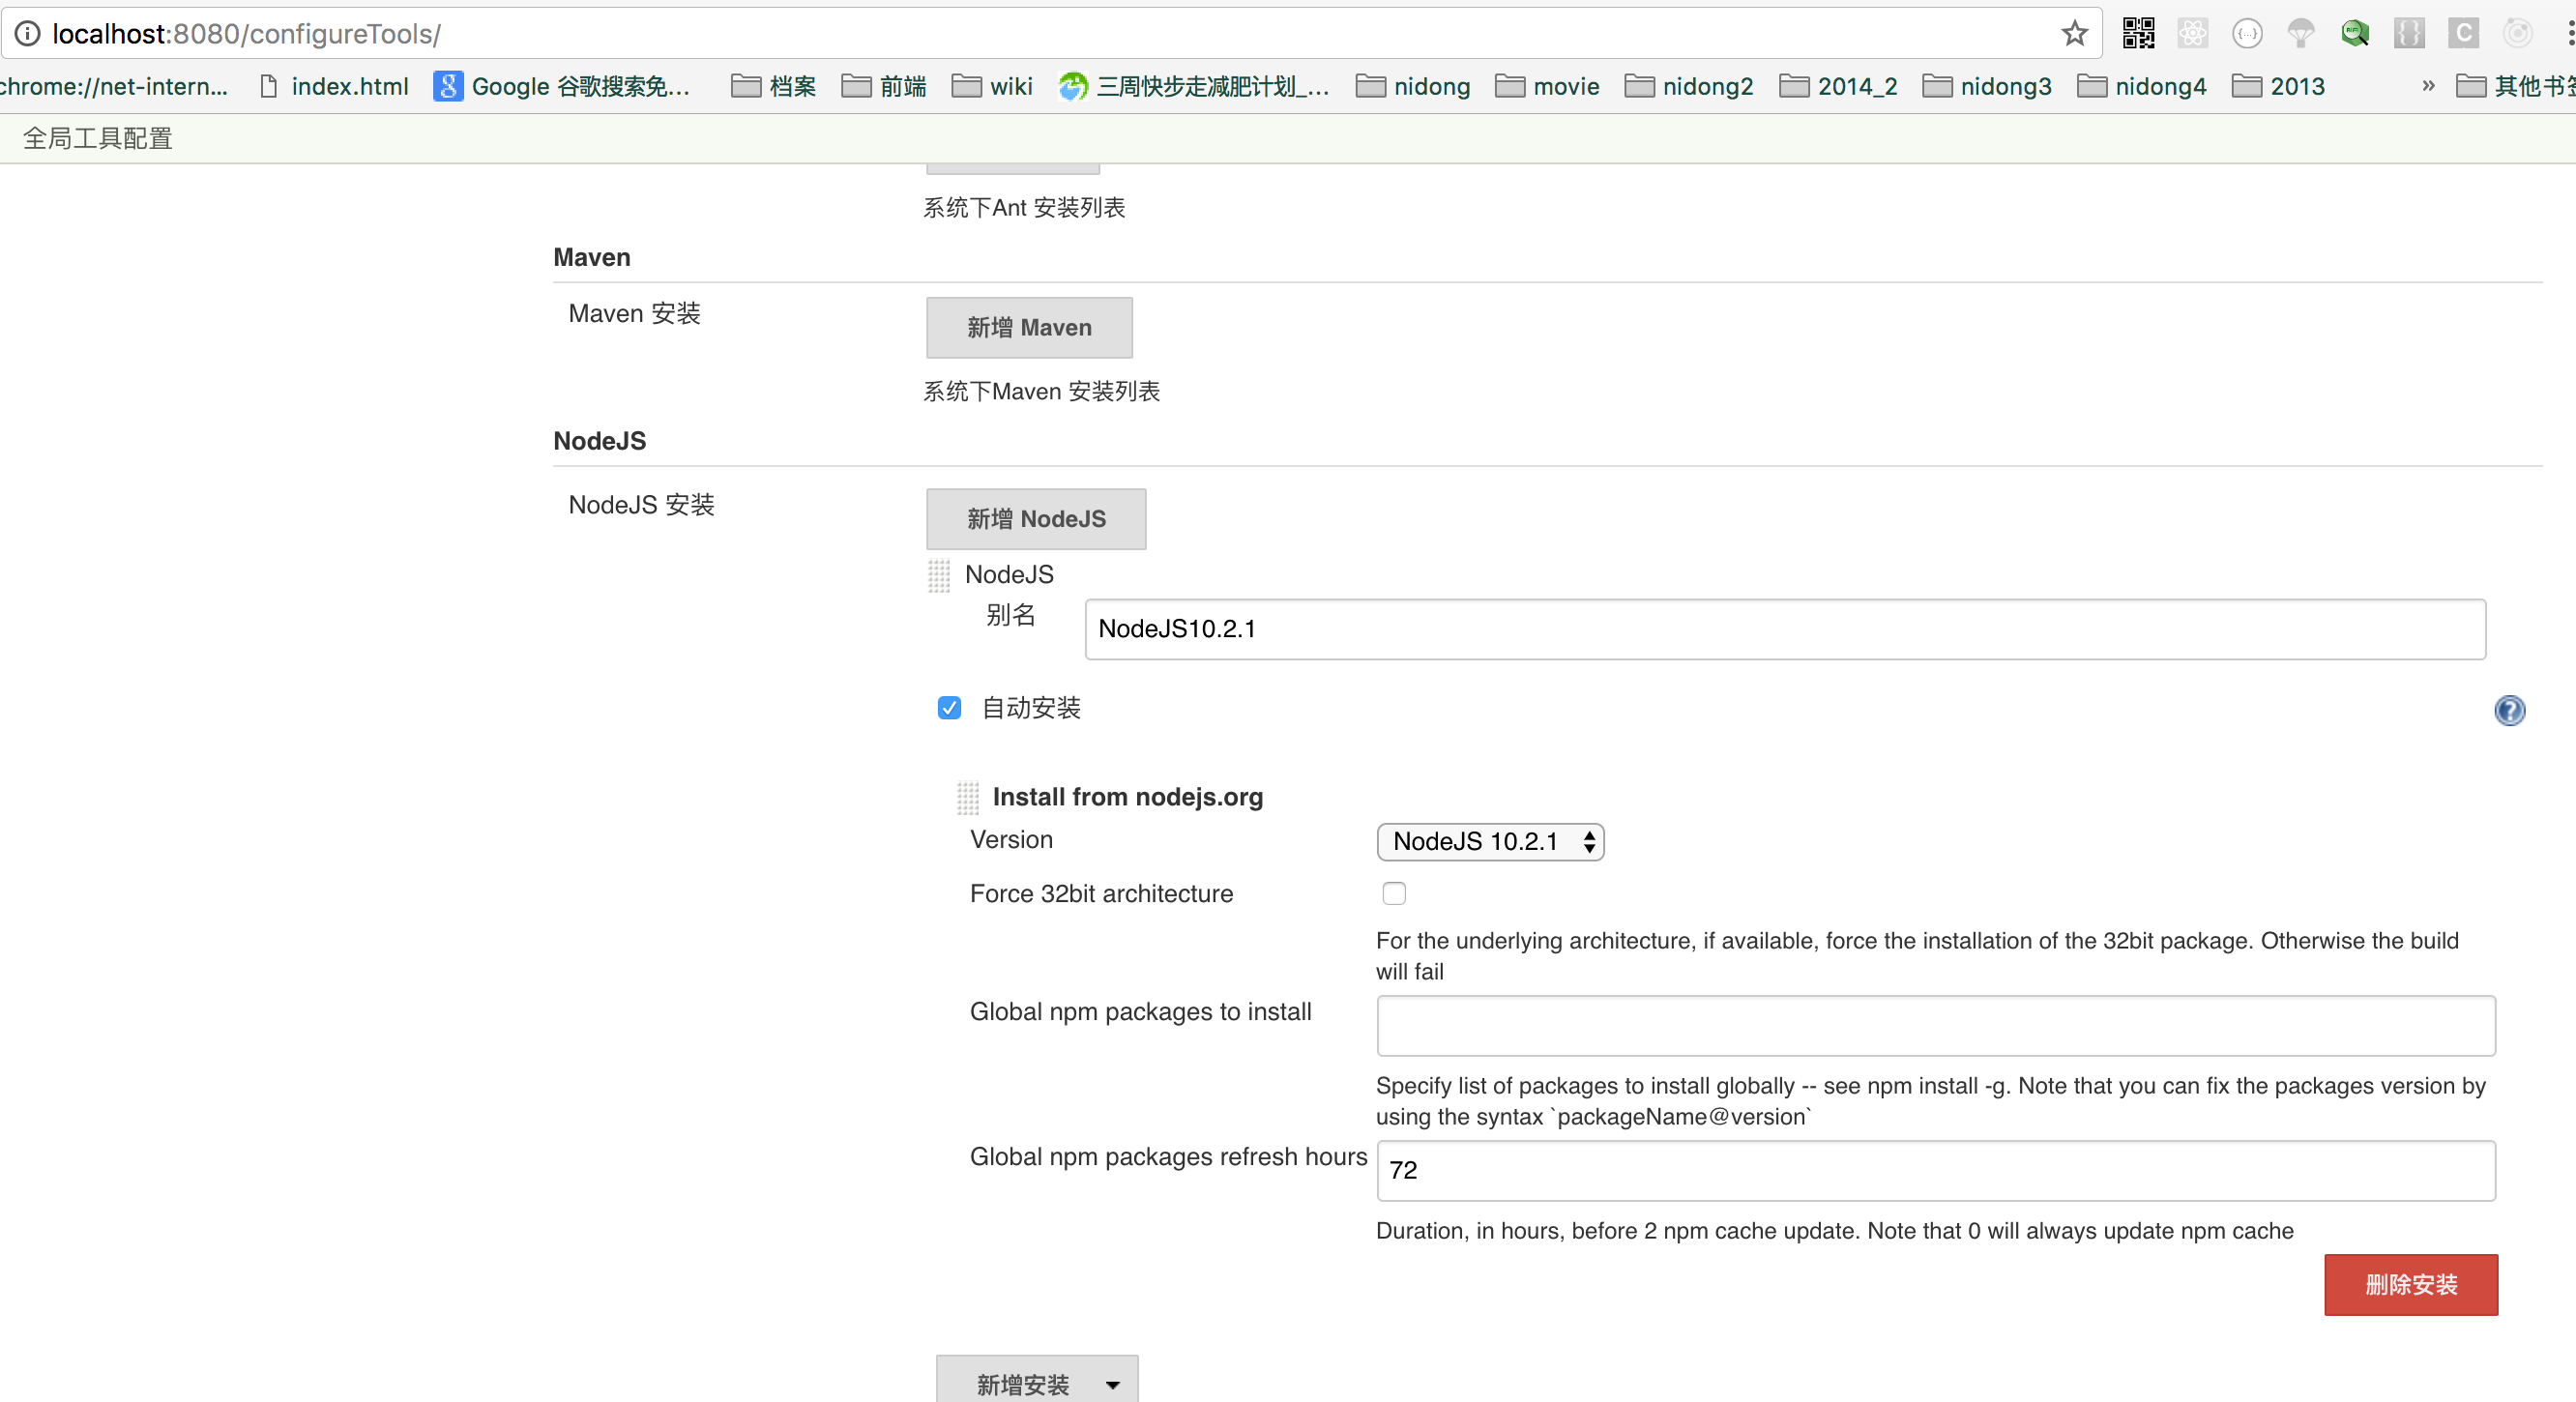 localhost:8080/configureTools/
chrome://net-intern... index.html Google 谷歌搜索免... 档案 前端 wiki 三周快步走减肥计划_... nidong movie nidong2 2014_2 nidong3 nidong4 2013 » 其他书签
全局工具配置
系统下Ant 安装列表
Maven
Maven 安装
新增 Maven
系统下Maven 安装列表
NodeJS
NodeJS 安装
新增 NodeJS
NodeJS
别名
NodeJS10.2.1
自动安装
Install from nodejs.org
Version
NodeJS 10.2.1
Force 32bit architecture
For the underlying architecture, if available, force the installation of the 32bit package. Otherwise the build
will fail
Global npm packages to install
Specify list of packages to install globally -- see npm install -g. Note that you can fix the packages version by
using the syntax `packageName@version`
Global npm packages refresh hours
72
Duration, in hours, before 2 npm cache update. Note that 0 will always update npm cache
删除安装
新增安装